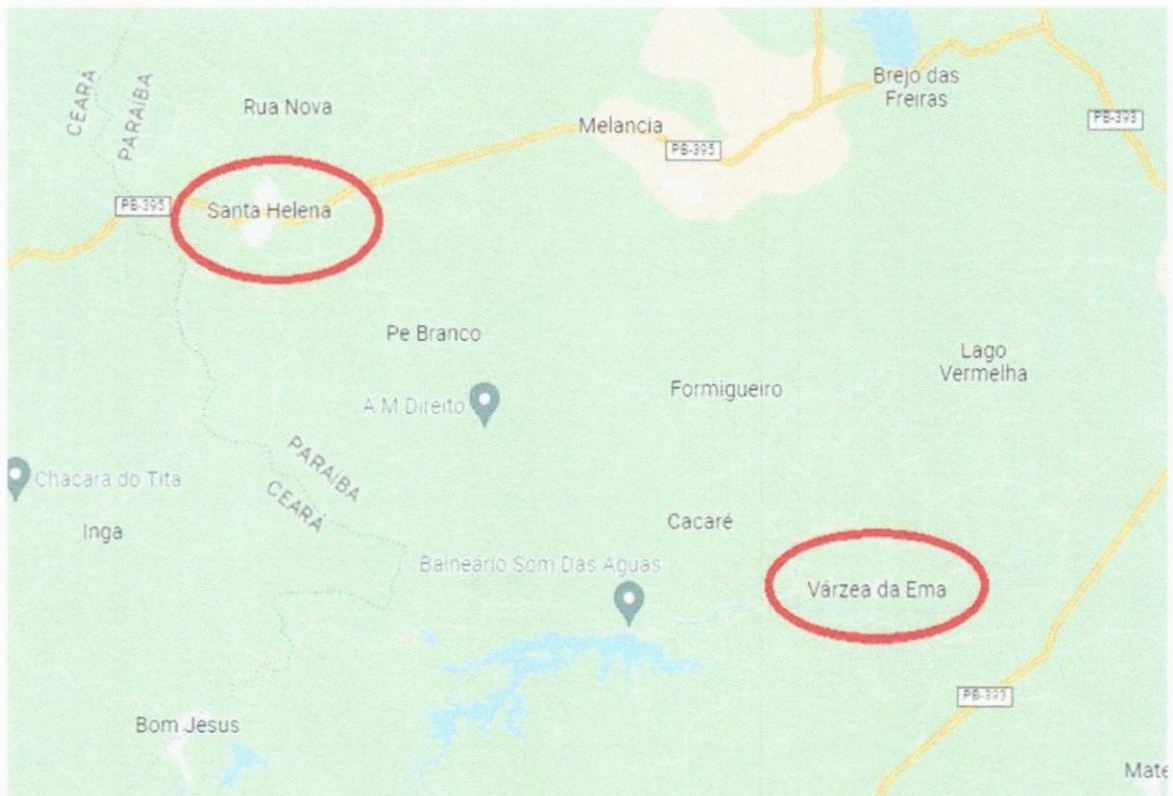 CEARÁ
PARAÍBA
Rua Nova
Melancia
PB-395
Brejo das
Freiras
PB-393
PB-395
Santa Helena
Pe Branco
A M Direito
Formigueiro
Lago
Vermelha
PARAÍBA
CEARÁ
Chácara do Tita
Inga
Cacaré
Balneário Som Das Águas
Várzea da Ema
PB-393
Bom Jesus
Mate